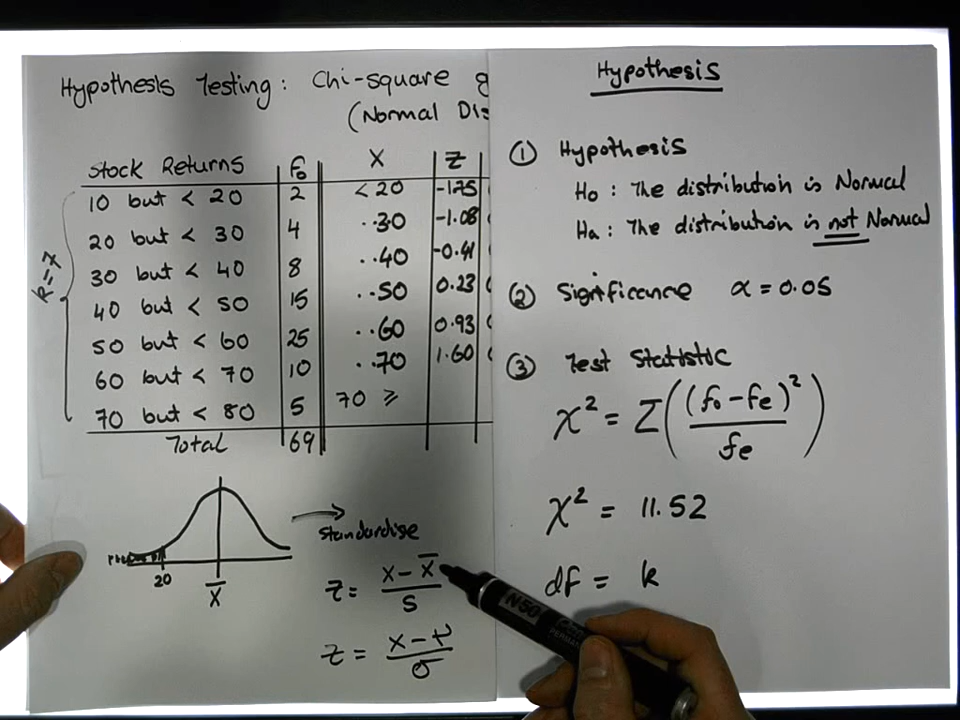 Hypothesis Testing: Chi-square g
(Normal Dis
Stock Returns fo X Z
10 but < 20 2 < 20 -1.75
20 but < 30 4 ..30 -1.08
30 but < 40 8 ..40 -0.41
40 but < 50 15 ..50 0.23
50 but < 60 25 ..60 0.93
60 but < 70 10 ..70 1.60
70 but < 80 5 70 ≥
Total 69
k=7
20
X̄
Standardise
z = (x - x̄)/s
z = (x - μ)/σ
Hypothesis
① Hypothesis
Ho : The distribution is Normal
Ha : The distribution is not Normal
② Significance α = 0.05
③ Test Statistic
χ² = Σ((fo - fe)²/fe)
χ² = 11.52
df = k
N50